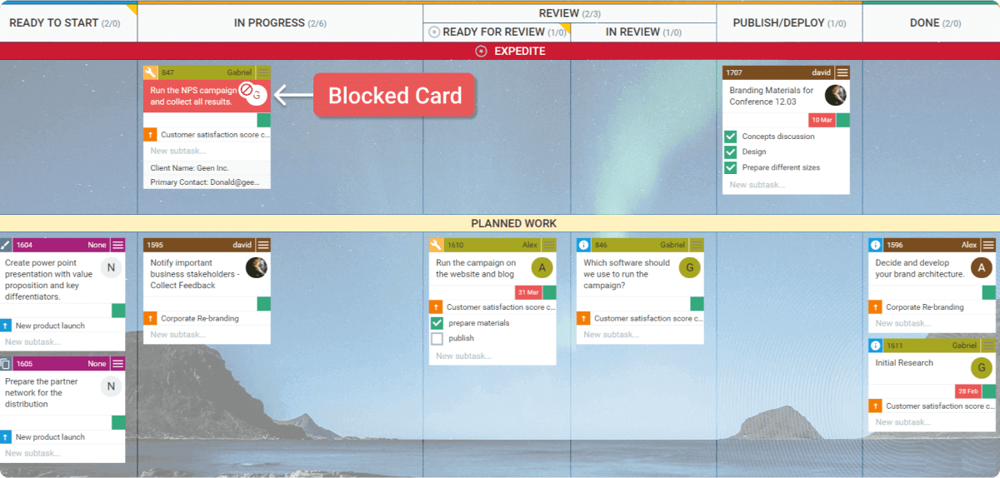 READY TO START (2/0)
IN PROGRESS (2/6)
REVIEW (2/3)
READY FOR REVIEW (1/0)
IN REVIEW (1/0)
PUBLISH/DEPLOY (1/0)
DONE (2/0)
EXPEDITE
847 Gabriel
Run the NPS campaign
and collect all results.
G
Customer satisfaction score c...
New subtask...
Client Name: Geen Inc.
Primary Contact: Donald@gee...
Blocked Card
1707 david
Branding Materials for
Conference 12.03
10 Mar
Concepts discussion
Design
Prepare different sizes
New subtask...
PLANNED WORK
1604 None
Create power point
presentation with value
proposition and key
differentiators.
N
New product launch
New subtask...
1605 None
Prepare the partner
network for the
distribution
N
New product launch
New subtask...
1595 david
Notify important
business stakeholders -
Collect Feedback
Corporate Re-branding
New subtask...
1610 Alex
Run the campaign on
the website and blog
A
31 Mar
Customer satisfaction score c...
prepare materials
publish
New subtask...
846 Gabriel
Which software should
we use to run the
campaign?
G
Customer satisfaction score c...
New subtask...
1596 Alex
Decide and develop
your brand architecture.
A
Corporate Re-branding
New subtask...
1611 Gabriel
Initial Research
G
28 Feb
Customer satisfaction score c...
New subtask...